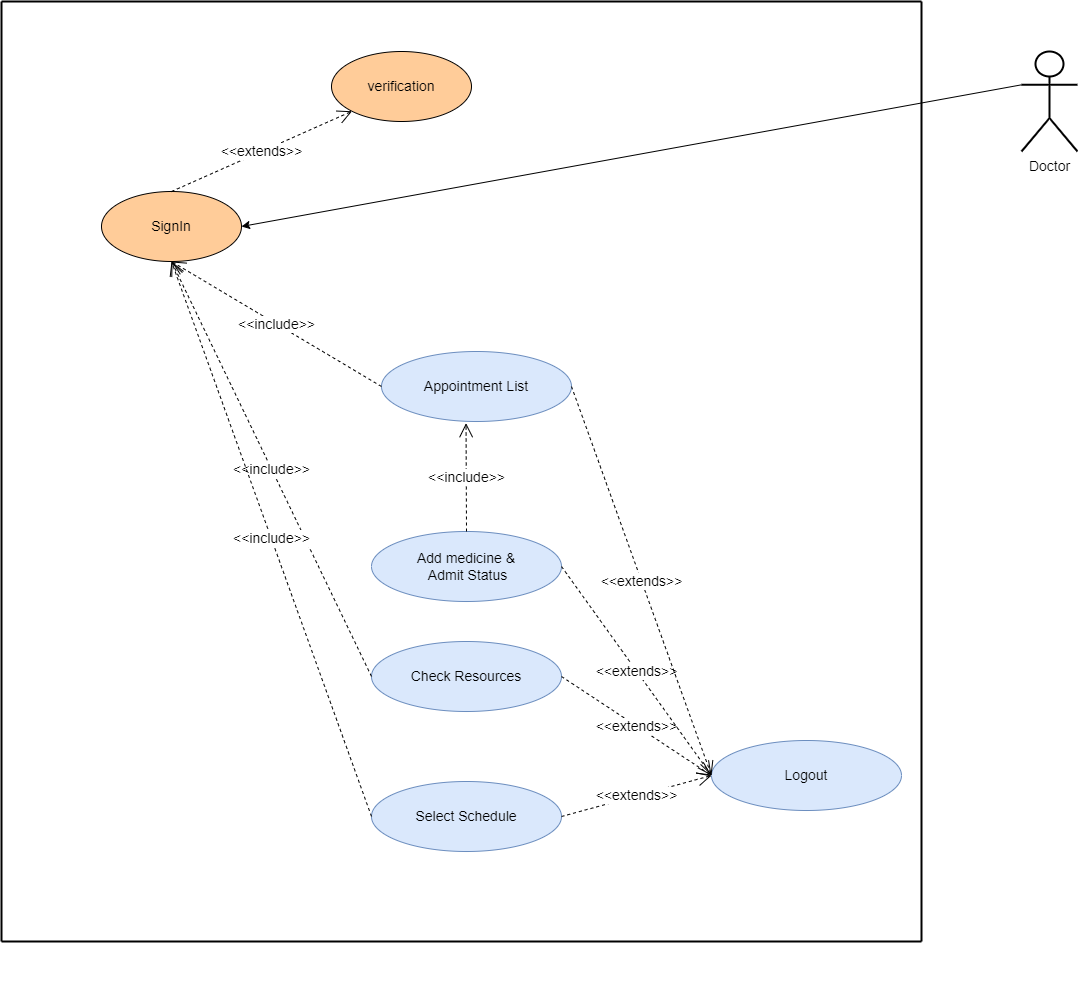 verification
<<extends>>
Doctor
SignIn
<<include>>
Appointment List
<<include>>
<<include>>
<<include>>
Add medicine &
Admit Status
<<extends>>
<<extends>>
Check Resources
<<extends>>
Logout
<<extends>>
Select Schedule